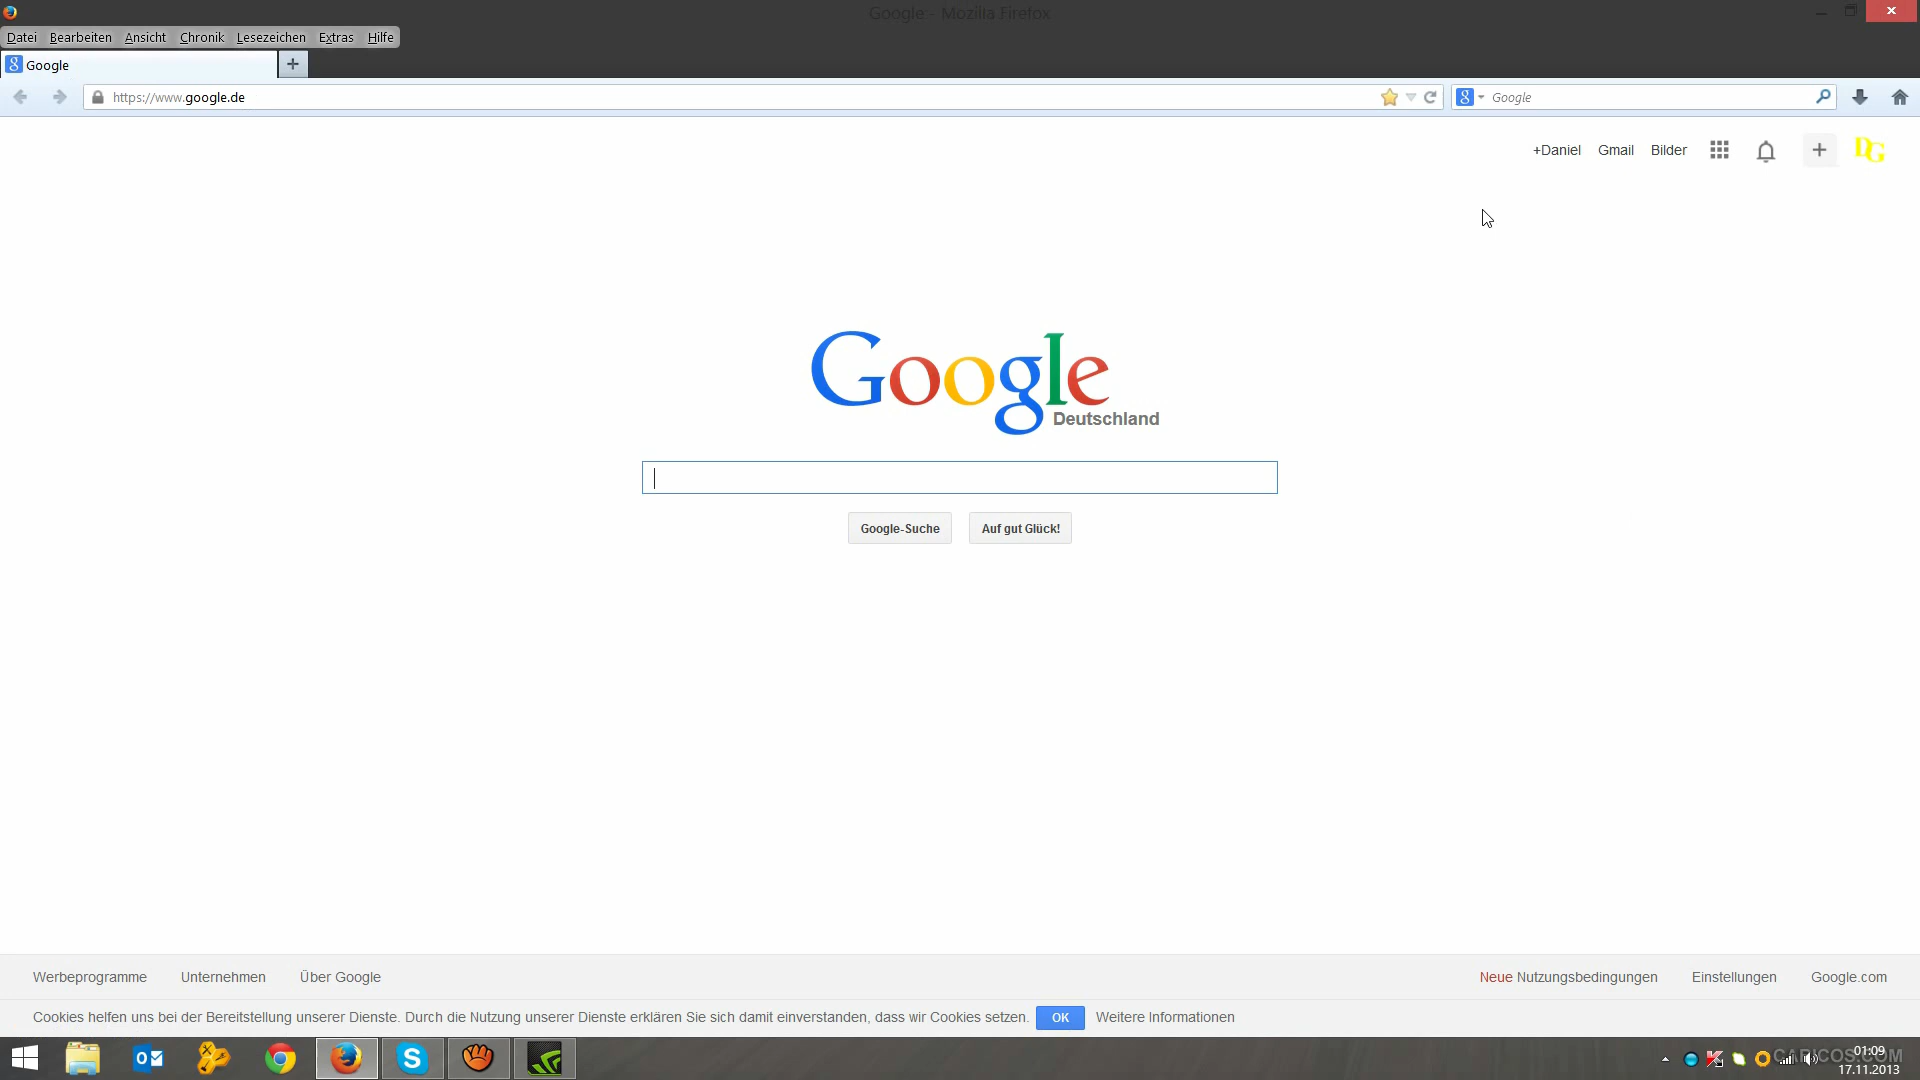 Google - Mozilla Firefox
Datei Bearbeiten Ansicht Chronik Lesezeichen Extras Hilfe
Google
https://www.google.de
Google
+Daniel Gmail Bilder
DG
Google
Deutschland
Google-Suche Auf gut Glück!
Werbeprogramme Unternehmen Über Google
Neue Nutzungsbedingungen Einstellungen Google.com
Cookies helfen uns bei der Bereitstellung unserer Dienste. Durch die Nutzung unserer Dienste erklären Sie sich damit einverstanden, dass wir Cookies setzen. OK Weitere Informationen
01:09
CAPICOS.COM
17.11.2013